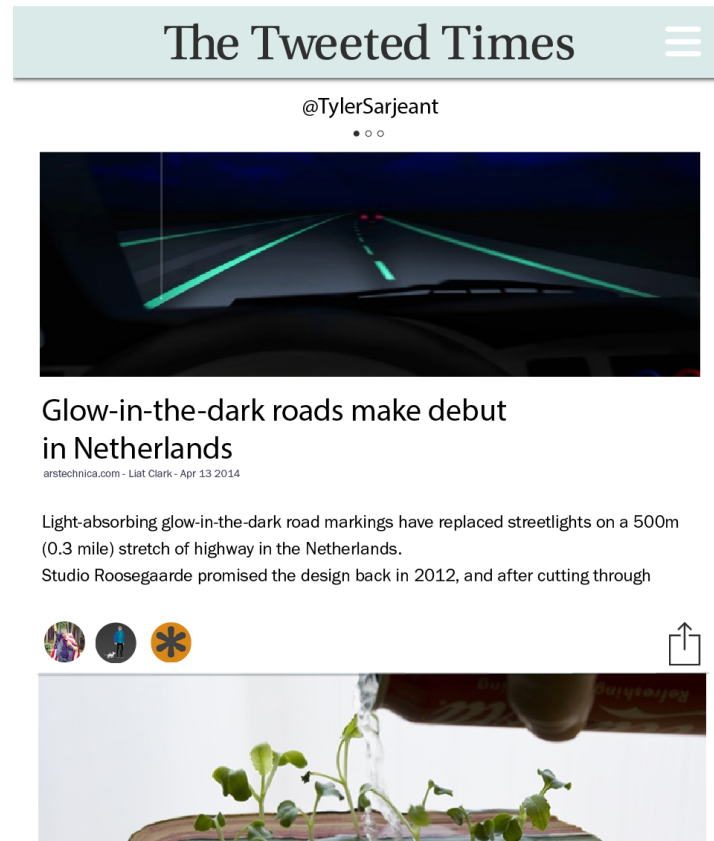 The Tweeted Times
@TylerSarjeant
Glow-in-the-dark roads make debut
in Netherlands
arstechnica.com - Liat Clark - Apr 13 2014
Light-absorbing glow-in-the-dark road markings have replaced streetlights on a 500m
(0.3 mile) stretch of highway in the Netherlands.
Studio Roosegaarde promised the design back in 2012, and after cutting through
Refreshing